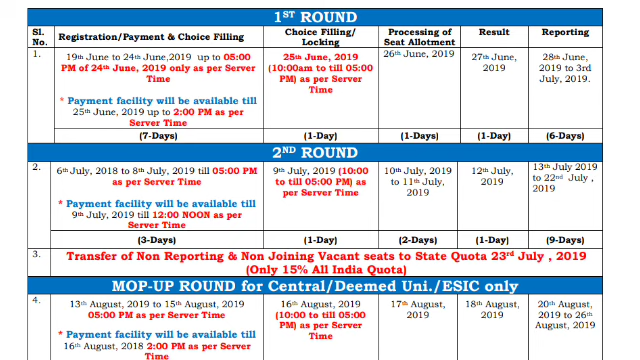 1ST ROUND
Sl. No. Registration/Payment & Choice Filling Choice Filling/ Locking Processing of Seat Allotment Result Reporting
1. 19th June to 24th June,2019 up to 05:00 PM of 24th June, 2019 only as per Server Time
* Payment facility will be available till 25th June, 2019 up to 2:00 PM as per Server Time
25th June, 2019 (10:00am to till 05:00 PM) as per Server Time
26th June, 2019
27th June, 2019
28th June, 2019 to 3rd July, 2019.
(7-Days) (1-Day) (1-Days) (1-Day) (6-Days)
2ND ROUND
2. 6th July, 2018 to 8th July, 2019 till 05:00 PM as per Server Time
* Payment facility will be available till 9th July, 2019 till 12:00 NOON as per Server Time
9th July, 2019 (10:00 to till 05:00 PM) as per Server Time
10th July, 2019 to 11th July, 2019
12th July, 2019
13th July 2019 to 22nd July , 2019
(3-Days) (1-Day) (2-Days) (1-Day) (9-Days)
3. Transfer of Non Reporting & Non Joining Vacant seats to State Quota 23rd July , 2019
(Only 15% All India Quota)
MOP-UP ROUND for Central/Deemed Uni./ESIC only
4. 13th August, 2019 to 15th August, 2019 05:00 PM as per Server Time
* Payment facility will be available till 16th August, 2018 2:00 PM as per Server Time
16th August, 2019 (10:00 to till 05:00 PM) as per Server Time
17th August, 2019
18th August, 2019
20th August, 2019 to 26th August, 2019